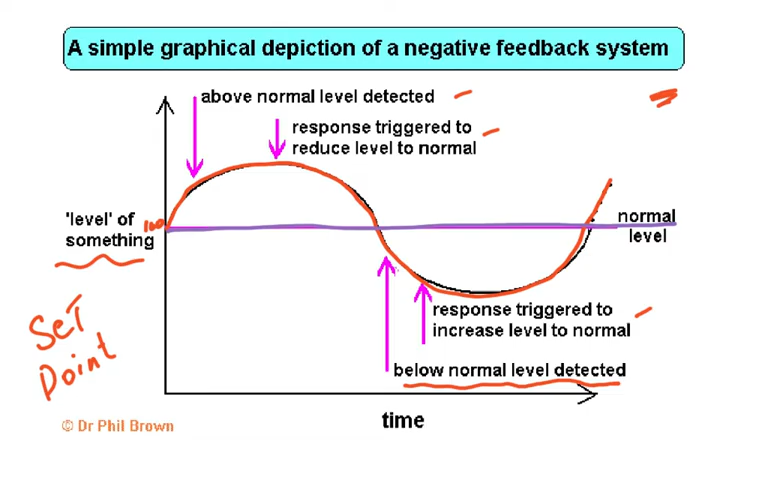 A simple graphical depiction of a negative feedback system
above normal level detected
response triggered to
reduce level to normal
'level' of
something
100
normal
level
response triggered to
increase level to normal
below normal level detected
SeT
Point
time
© Dr Phil Brown